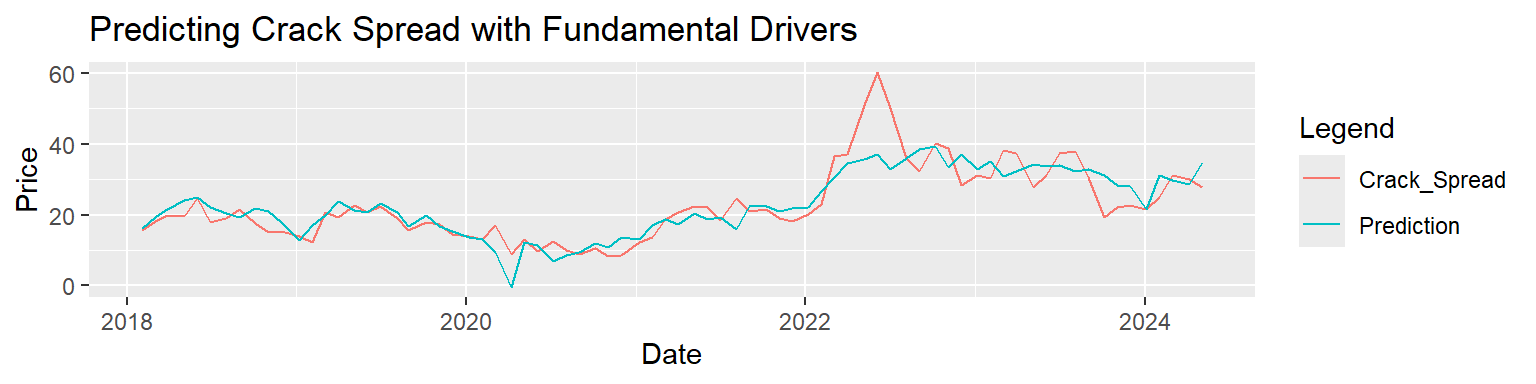 Predicting Crack Spread with Fundamental Drivers
60
40
20
0
Price
2018
2020
2022
2024
Date
Legend
Crack_Spread
Prediction